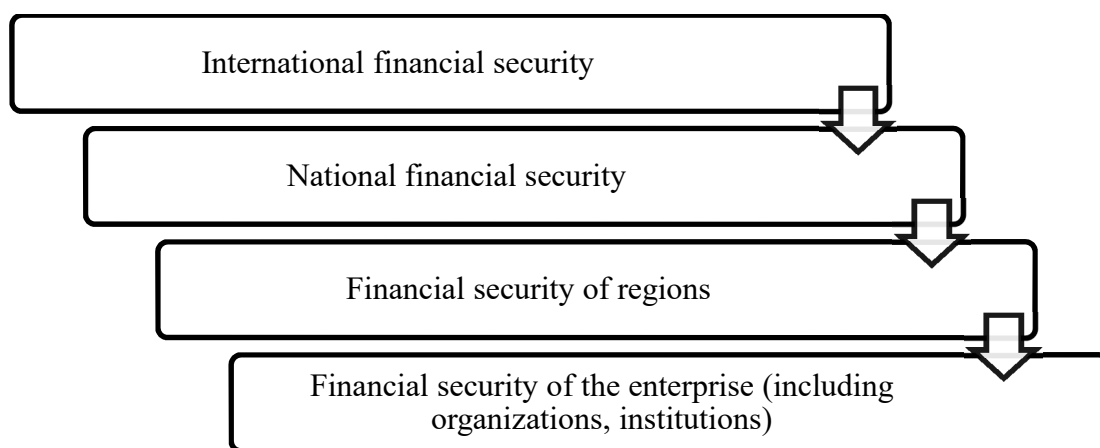 International financial security
National financial security
Financial security of regions
Financial security of the enterprise (including
organizations, institutions)